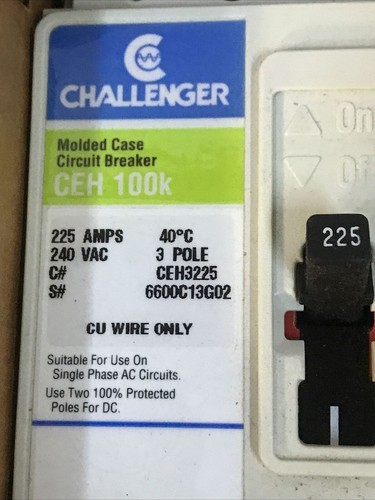 CHALLENGER
Molded Case
Circuit Breaker
CEH 100k
225 AMPS 40°C
240 VAC 3 POLE
C# CEH3225
S# 6600C13G02
CU WIRE ONLY
Suitable For Use On
Single Phase AC Circuits.
Use Two 100% Protected
Poles For DC.
On
225